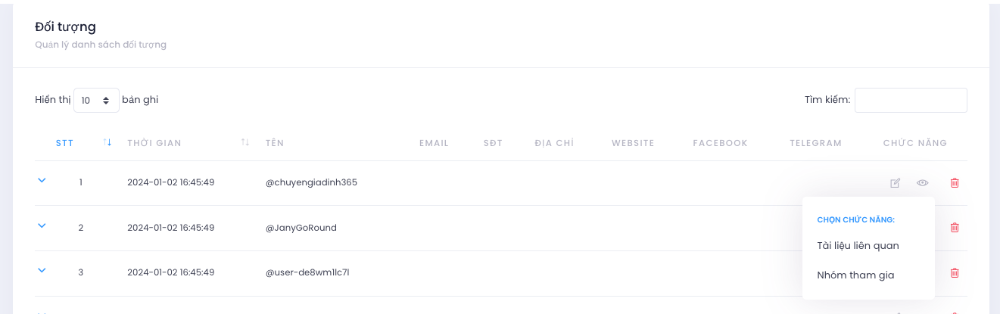 Đối tượng
Quản lý danh sách đối tượng
Hiển thị 10 bản ghi Tìm kiếm:
STT THỜI GIAN TÊN EMAIL SĐT ĐỊA CHỈ WEBSITE FACEBOOK TELEGRAM CHỨC NĂNG
1 2024-01-02 16:45:49 @chuyengiadinh365
2 2024-01-02 16:45:49 @JanyGoRound
3 2024-01-02 16:45:49 @user-de8wm1lc7l
CHỌN CHỨC NĂNG:
Tài liệu liên quan
Nhóm tham gia